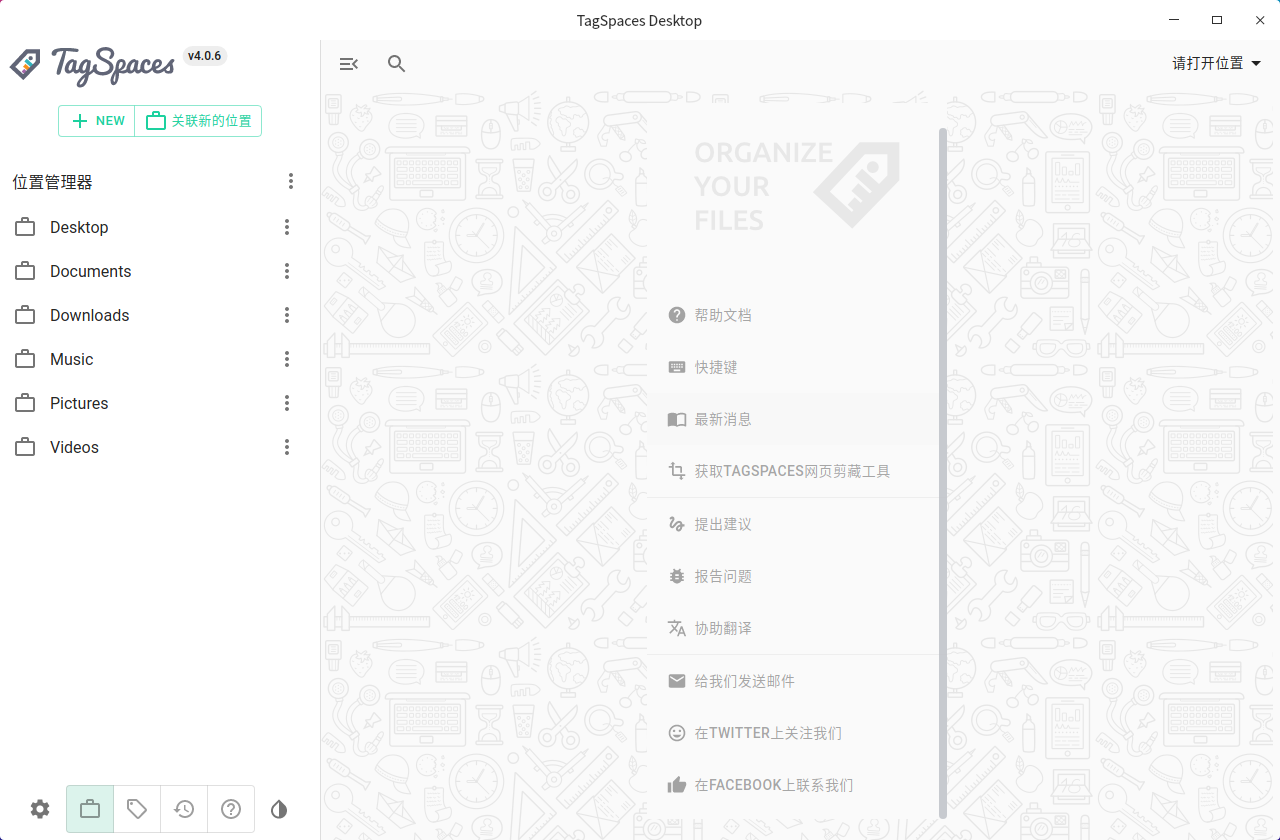 TagSpaces Desktop
TagSpaces v4.0.6
NEW 关联新的位置
位置管理器
Desktop
Documents
Downloads
Music
Pictures
Videos
请打开位置
ORGANIZE
YOUR
FILES
帮助文档
快捷键
最新消息
获取TAGSPACES网页剪藏工具
提出建议
报告问题
协助翻译
给我们发送邮件
在TWITTER上关注我们
在FACEBOOK上联系我们